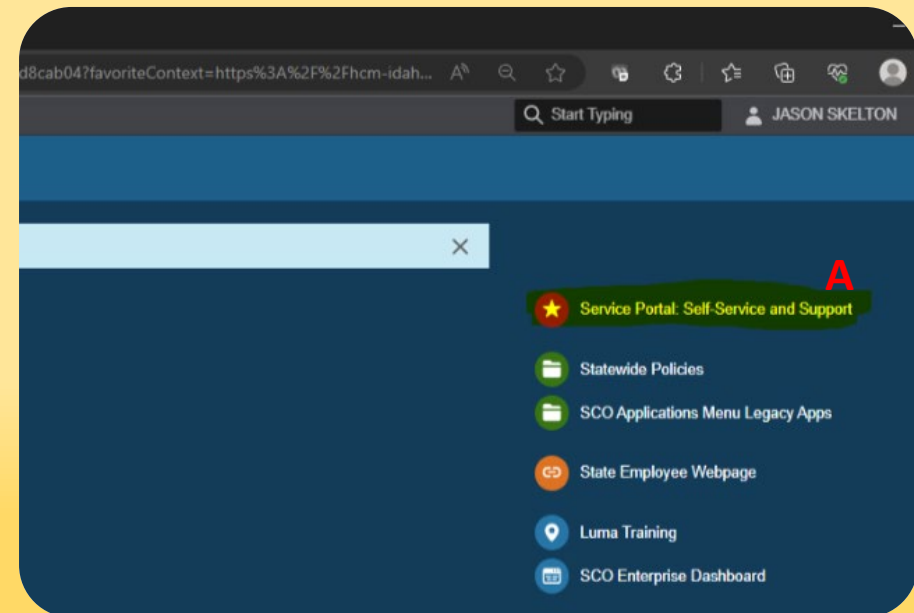 d8cab04?favoriteContext=https%3A%2F%2Fhcm-idah...
Start Typing
JASON SKELTON
A
Service Portal: Self-Service and Support
Statewide Policies
SCO Applications Menu Legacy Apps
State Employee Webpage
Luma Training
SCO Enterprise Dashboard